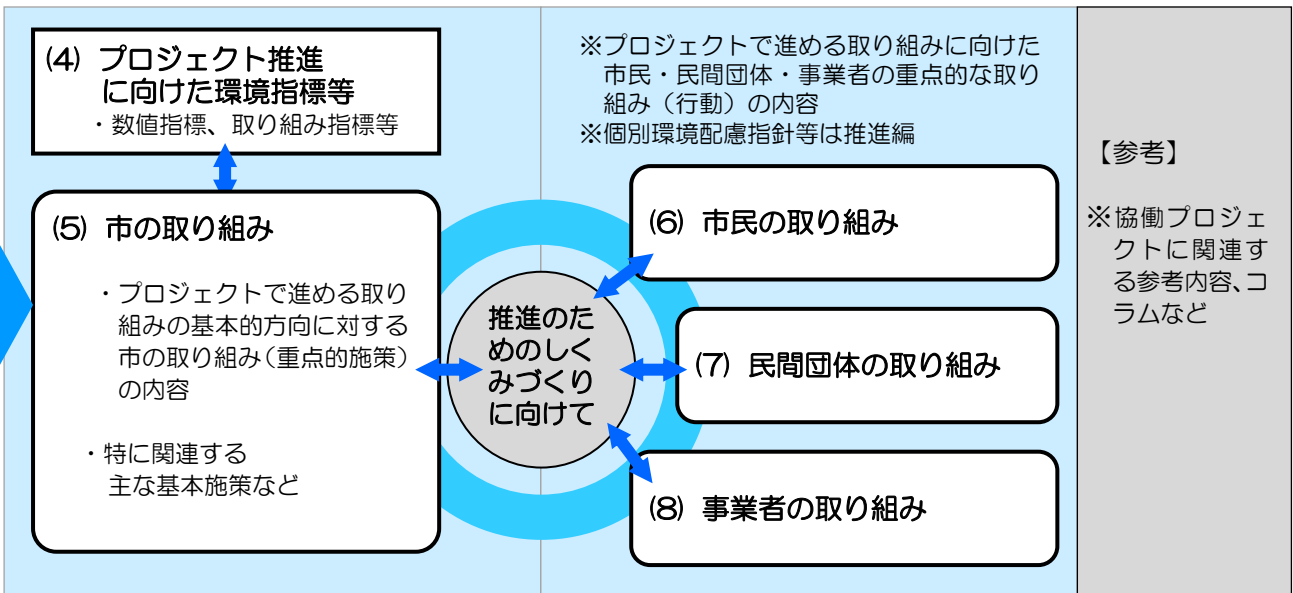 (4) プロジェクト推進
に向けた環境指標等
・数値指標、取り組み指標等
(5) 市の取り組み
・プロジェクトで進める取り
組みの基本的方向に対する
市の取り組み(重点的施策)
の内容
・特に関連する
主な基本施策など
推進のた
めのしく
みづくり
に向けて
※プロジェクトで進める取り組みに向けた
市民・民間団体・事業者の重点的な取り
組み（行動）の内容
※個別環境配慮指針等は推進編
(6) 市民の取り組み
(7) 民間団体の取り組み
(8) 事業者の取り組み
【参考】
※協働プロジェ
クトに関連す
る参考内容、コ
ラムなど